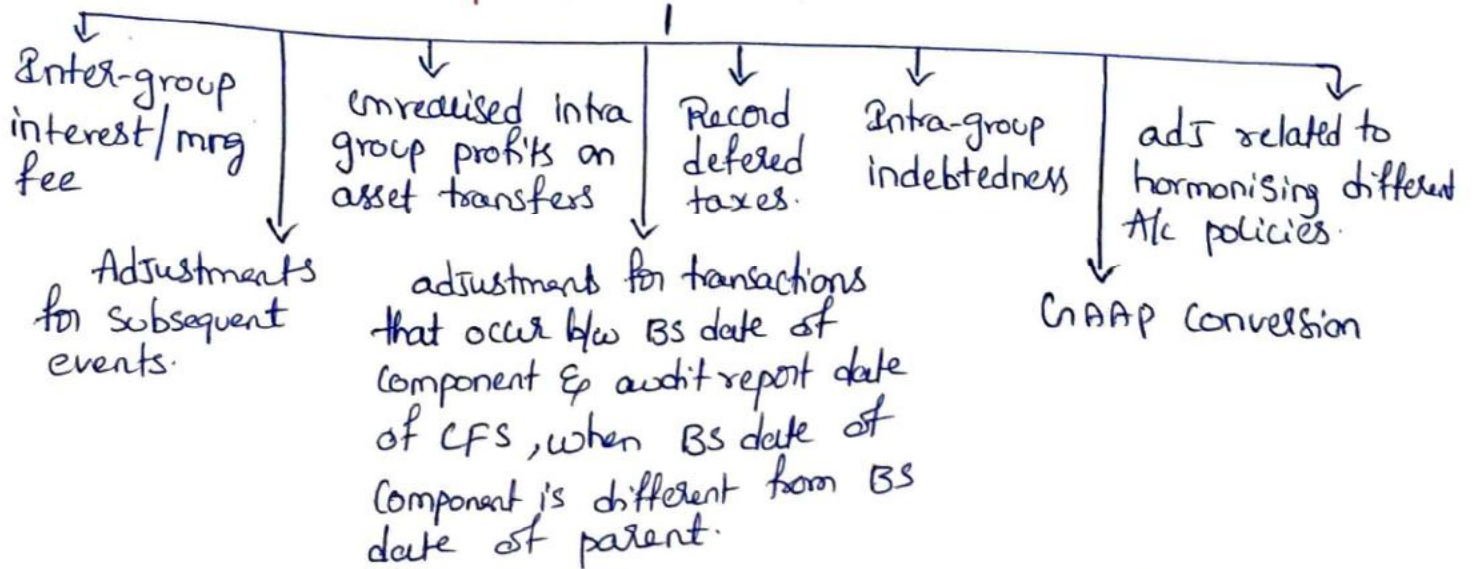 Inter-group
interest/mrg
fee
Adjustments
for subsequent
events.
unrealised intra
group profits on
asset transfers
adjustment for transactions
that occur b/w BS date of
component & audit report date
of CFS, when BS date of
component is different from BS
date of parent.
Record
defered
taxes.
Intra-group
indebtedness
GAAP Conversion
adj related to
hormonising different
A/c policies.